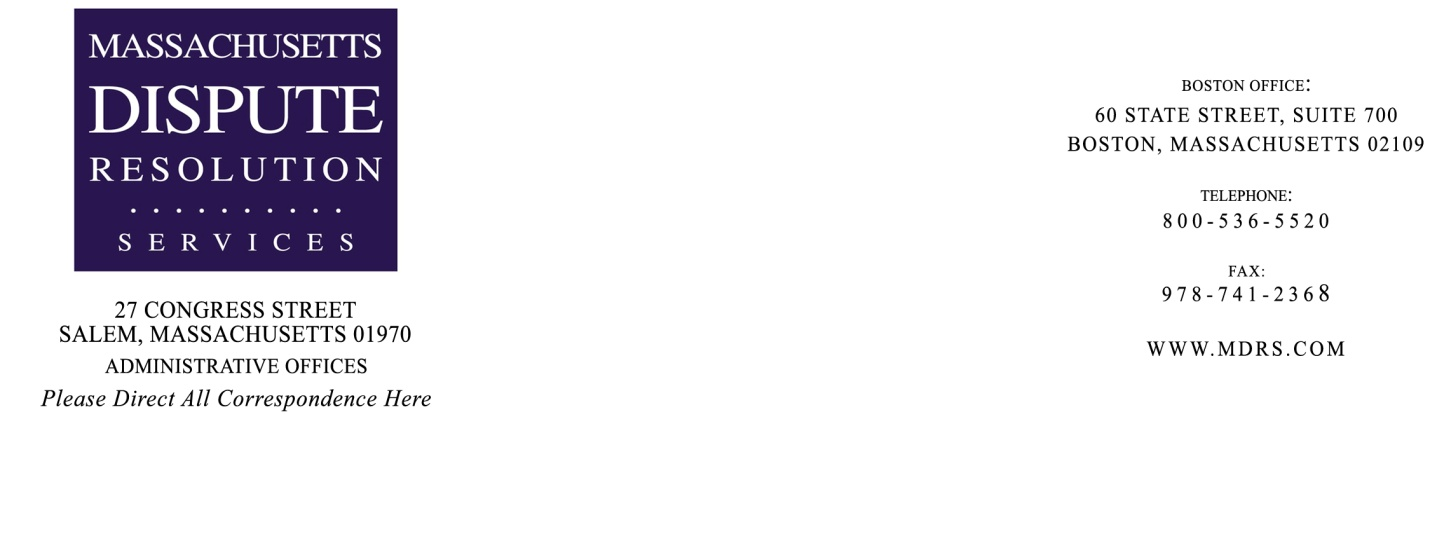 MASSACHUSETTS
DISPUTE
RESOLUTION
..........
SERVICES
27 CONGRESS STREET
SALEM, MASSACHUSETTS 01970
ADMINISTRATIVE OFFICES
Please Direct All Correspondence Here
BOSTON OFFICE:
60 STATE STREET, SUITE 700
BOSTON, MASSACHUSETTS 02109
TELEPHONE:
800-536-5520
FAX:
978-741-2368
WWW.MDRS.COM